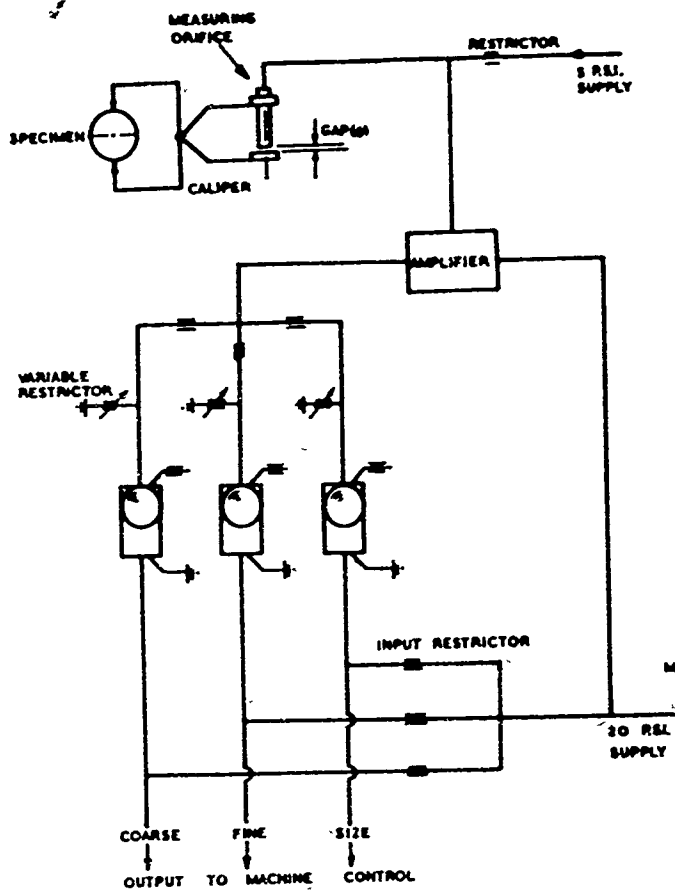 MEASURING
ORIFICE
RESTRICTOR
5 P.S.I.
SUPPLY
SPECIMEN
GAP
CALIPER
AMPLIFIER
VARIABLE
RESTRICTOR
INPUT RESTRICTOR
M
20 P.S.I.
SUPPLY
COARSE
FINE
SIZE
OUTPUT TO MACHINE CONTROL